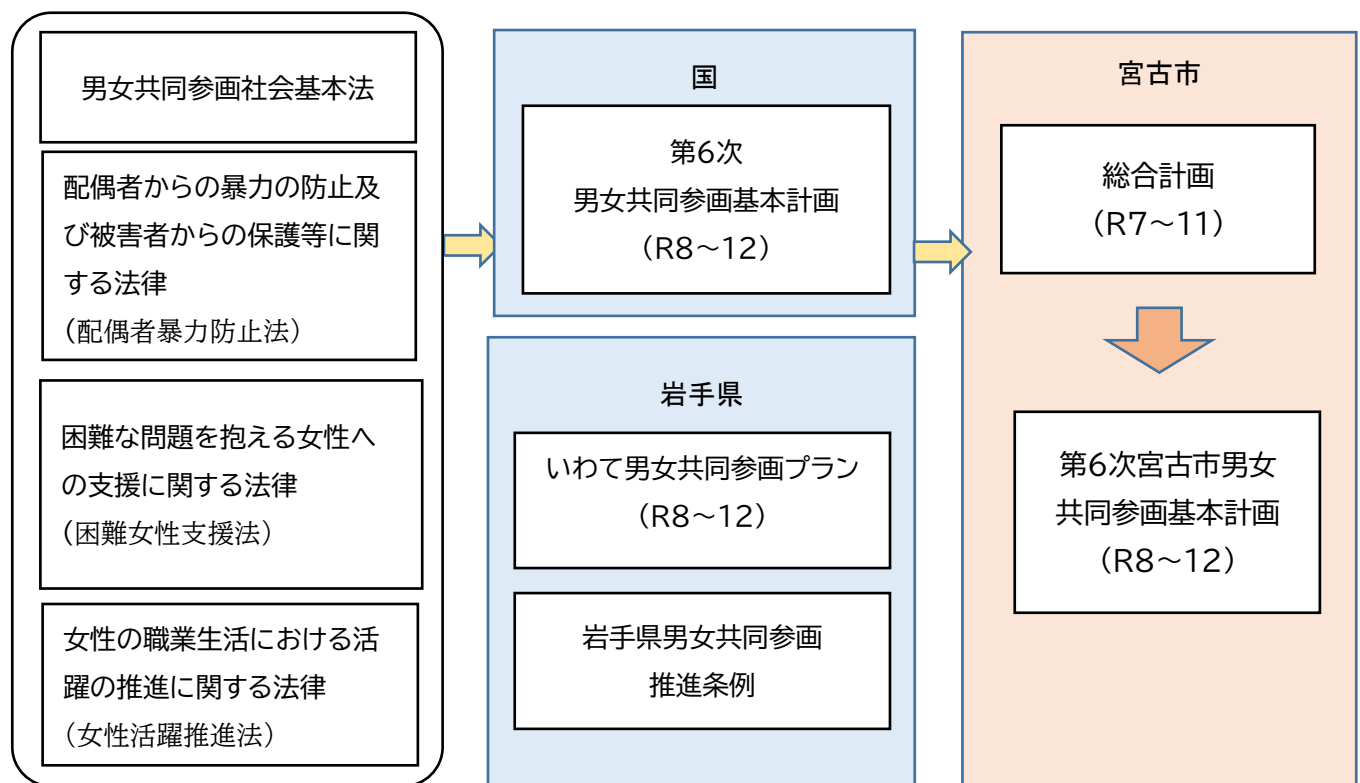 男女共同参画社会基本法
配偶者からの暴力の防止及
び被害者からの保護等に関
する法律
(配偶者暴力防止法)
困難な問題を抱える女性へ
の支援に関する法律
(困難女性支援法)
女性の職業生活における活
躍の推進に関する法律
(女性活躍推進法)
国
第6次
男女共同参画基本計画
(R8～12)
岩手県
いわて男女共同参画プラン
(R8～12)
岩手県男女共同参画
推進条例
宮古市
総合計画
(R7～11)
第6次宮古市男女
共同参画基本計画
(R8～12)